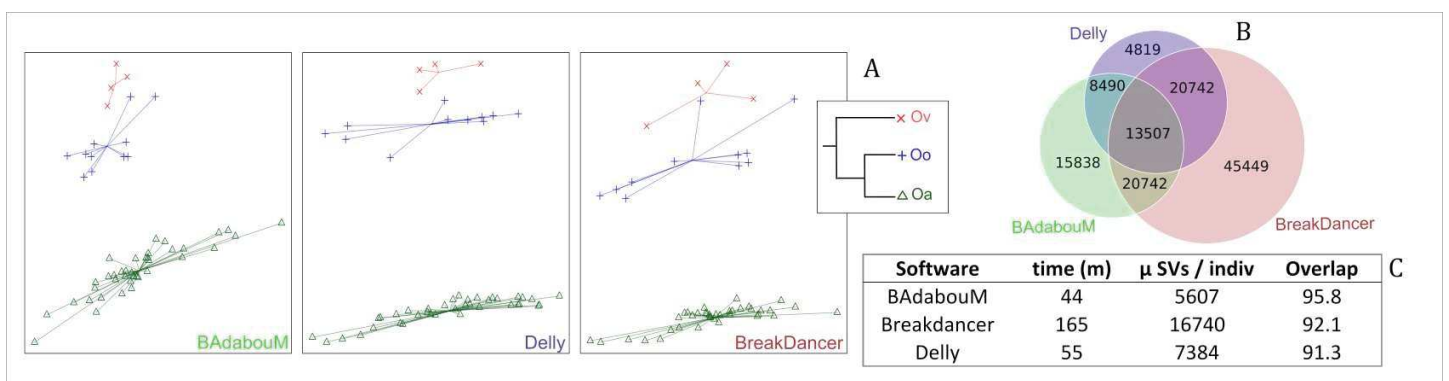 BAdabouM
Delly
BreakDancer
A
Ov
Oo
Oa
B
Delly
4819
8490
20742
13507
15838
20742
45449
BAdabouM
BreakDancer
C
Software time (m) μ SVs / indiv Overlap
BAdabouM 44 5607 95.8
Breakdancer 165 16740 92.1
Delly 55 7384 91.3